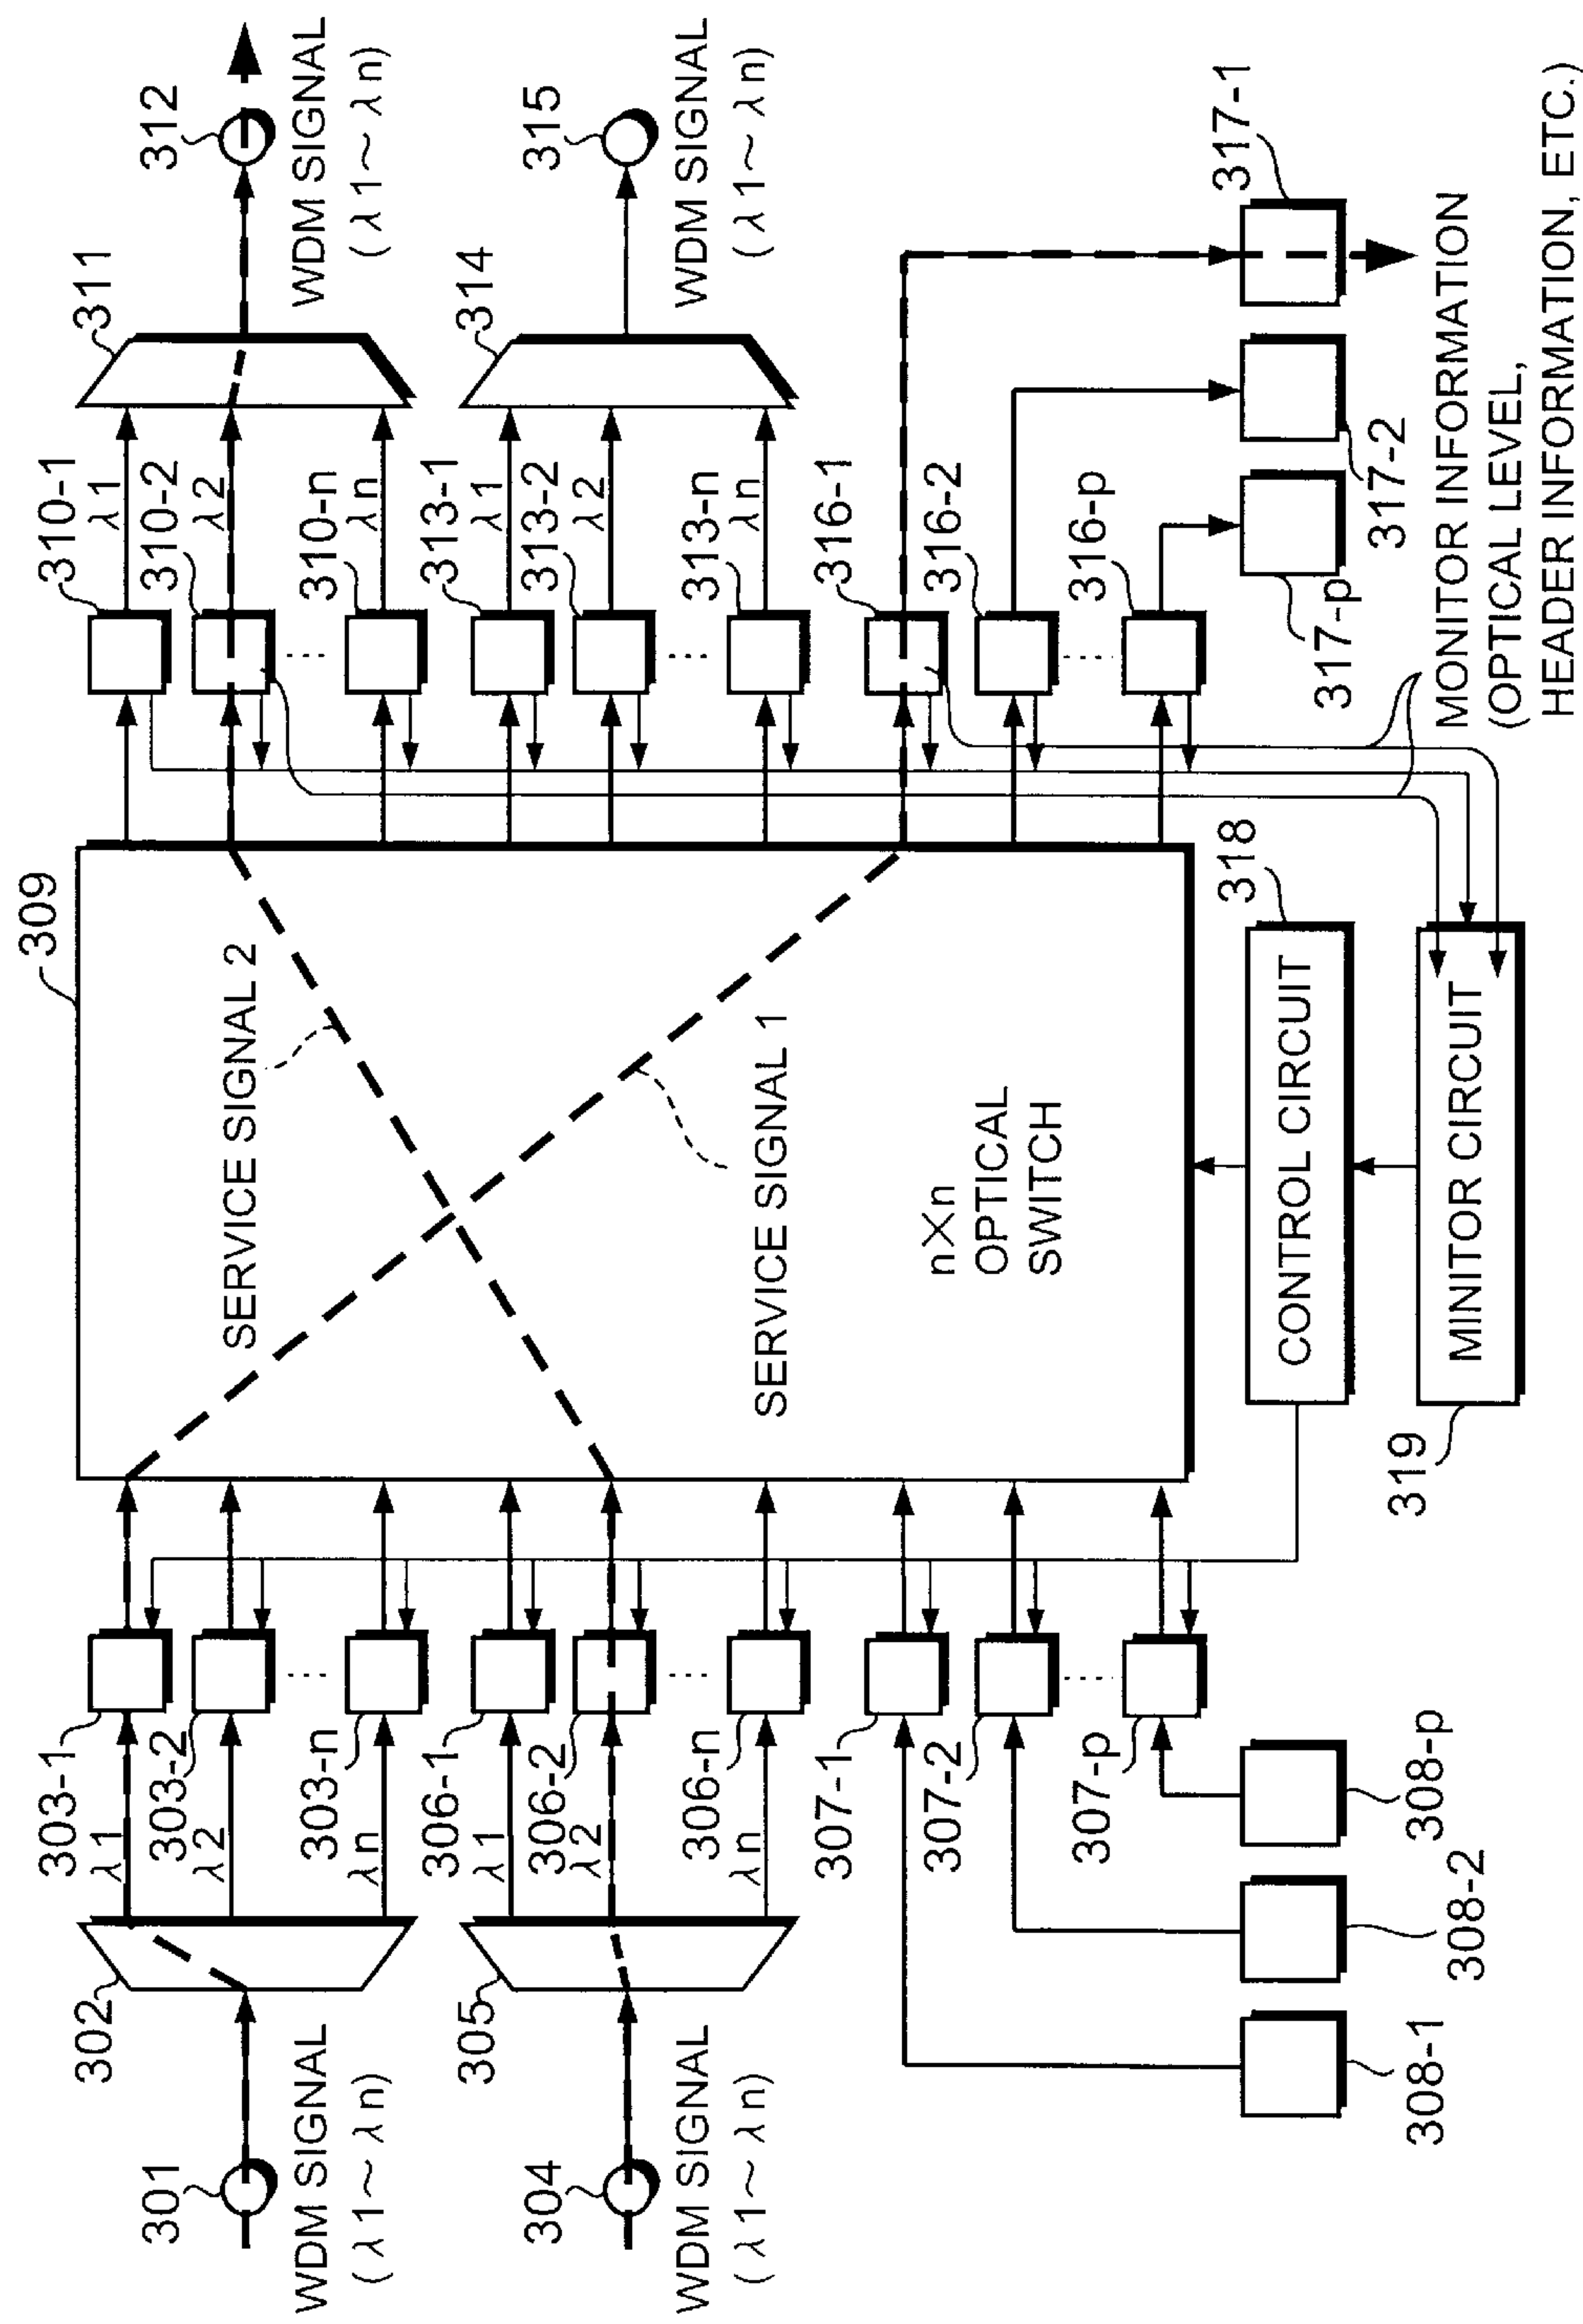 309
301
WDM SIGNAL
(λ1~λn)
302
λ1
303-1
λ2
303-2
λn
303-n
304
WDM SIGNAL
(λ1~λn)
305
λ1
306-1
λ2
306-2
λn
306-n
307-1
307-2
307-p
308-1
308-2
308-p
SERVICE SIGNAL 2
SERVICE SIGNAL 1
n×n
OPTICAL
SWITCH
CONTROL CIRCUIT
318
MINITOR CIRCUIT
319
310-1
λ1
310-2
λ2
310-n
λn
311
312
WDM SIGNAL
(λ1~λn)
313-1
λ1
313-2
λ2
313-n
λn
314
315
WDM SIGNAL
(λ1~λn)
316-1
316-2
316-p
317-1
317-2
317-p
MONITOR INFORMATION
(OPTICAL LEVEL,
HEADER INFORMATION, ETC.)